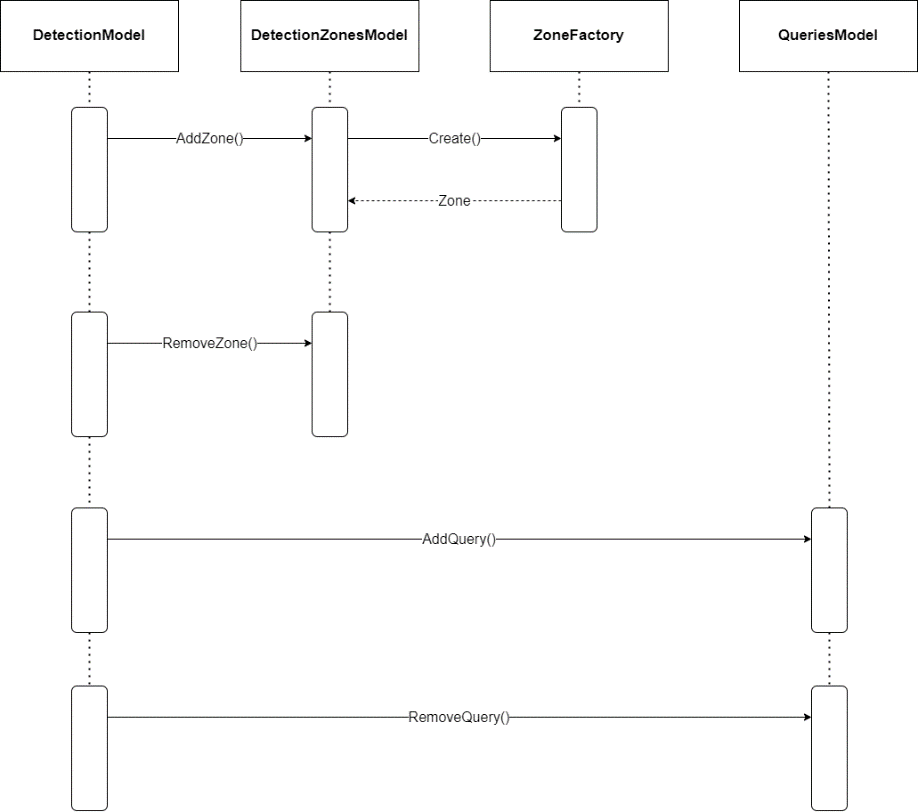 DetectionModel
DetectionZonesModel
ZoneFactory
QueriesModel
AddZone()
Create()
Zone
RemoveZone()
AddQuery()
RemoveQuery()